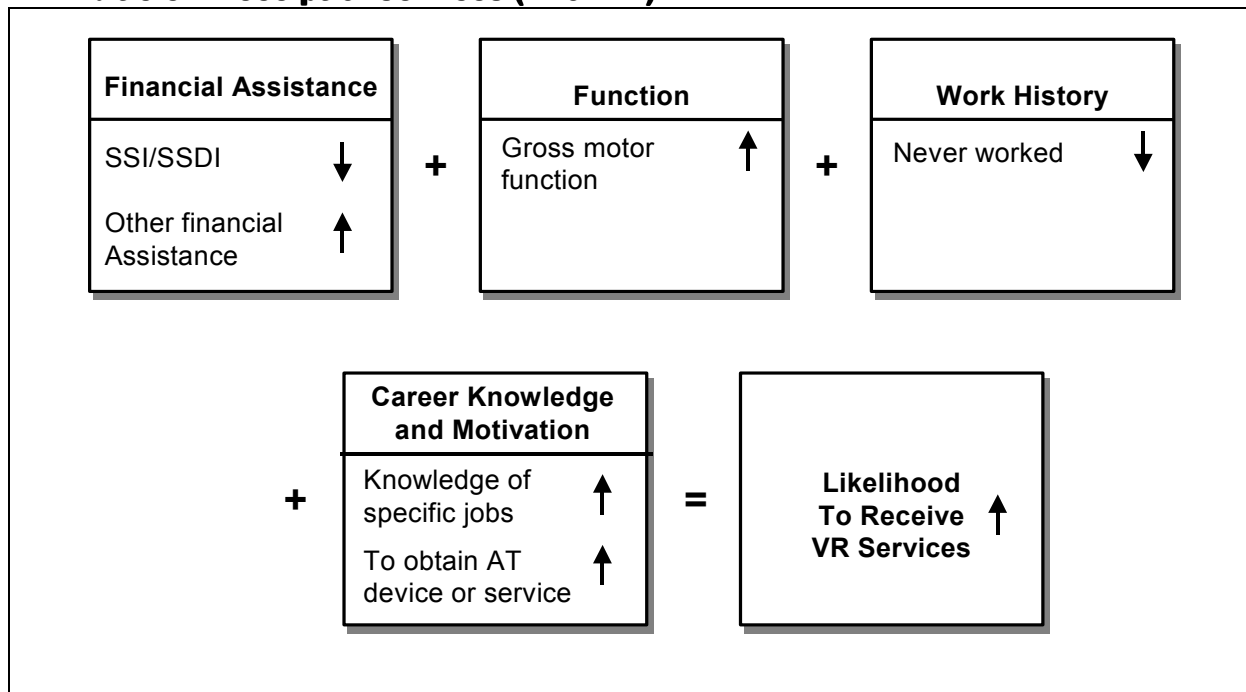 Financial Assistance
SSI/SSDI ↓
Other financial ↑
Assistance
+
Function
Gross motor ↑
function
+
Work History
Never worked ↓
+
Career Knowledge
and Motivation
Knowledge of ↑
specific jobs
To obtain AT ↑
device or service
=
Likelihood
To Receive ↑
VR Services